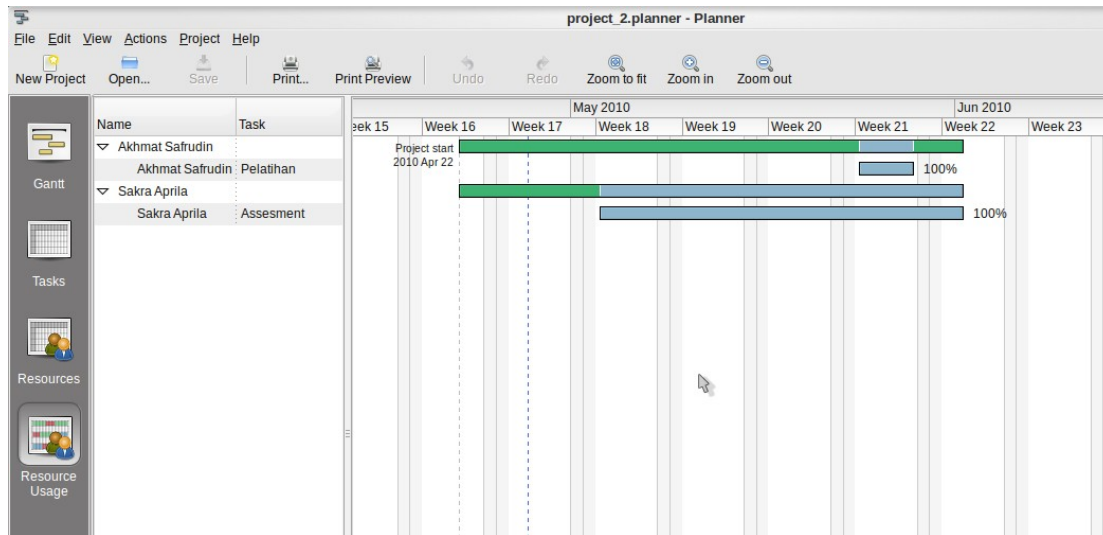 project_2.planner - Planner
File Edit View Actions Project Help
New Project Open... Save Print... Print Preview Undo Redo Zoom to fit Zoom in Zoom out
May 2010 Jun 2010
Name Task
eek 15 Week 16 Week 17 Week 18 Week 19 Week 20 Week 21 Week 22 Week 23
Akhmat Safrudin
Project start
2010 Apr 22
Akhmat Safrudin Pelatihan 100%
Sakra Aprila
Sakra Aprila Assesment 100%
Gantt
Tasks
Resources
Resource
Usage